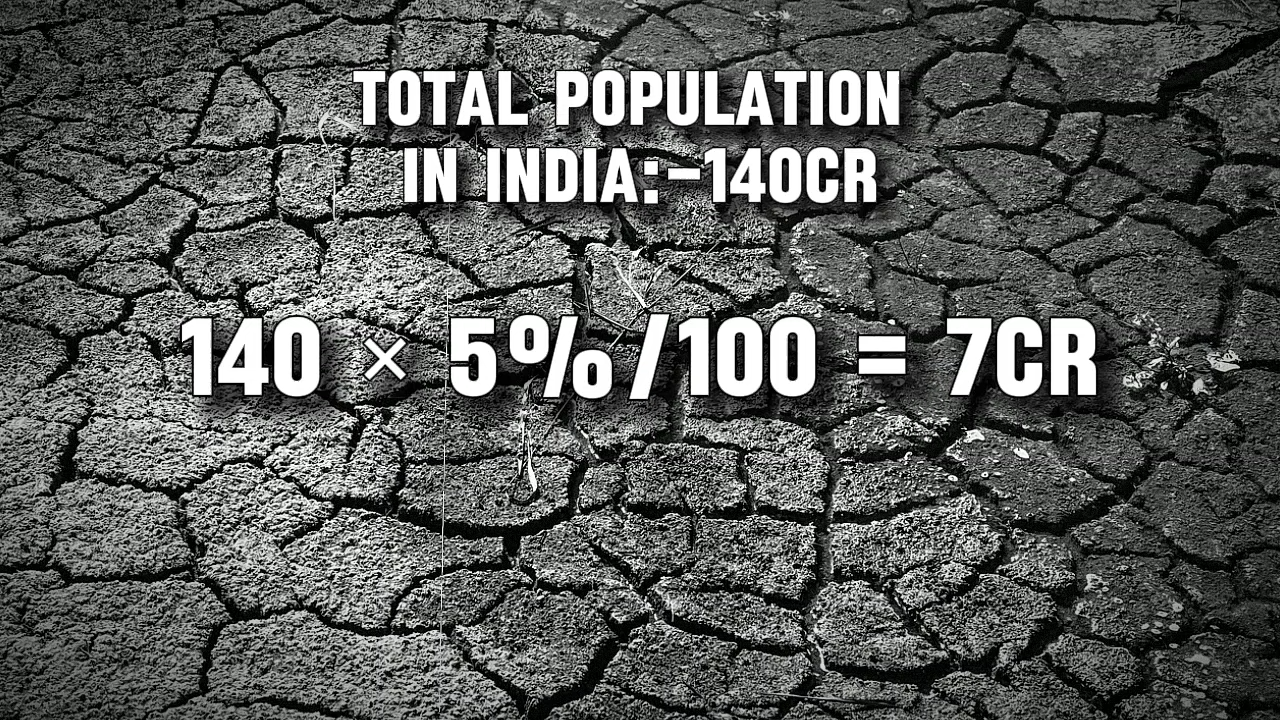 TOTAL POPULATION
IN INDIA:-140CR
140 × 5%/100 = 7CR